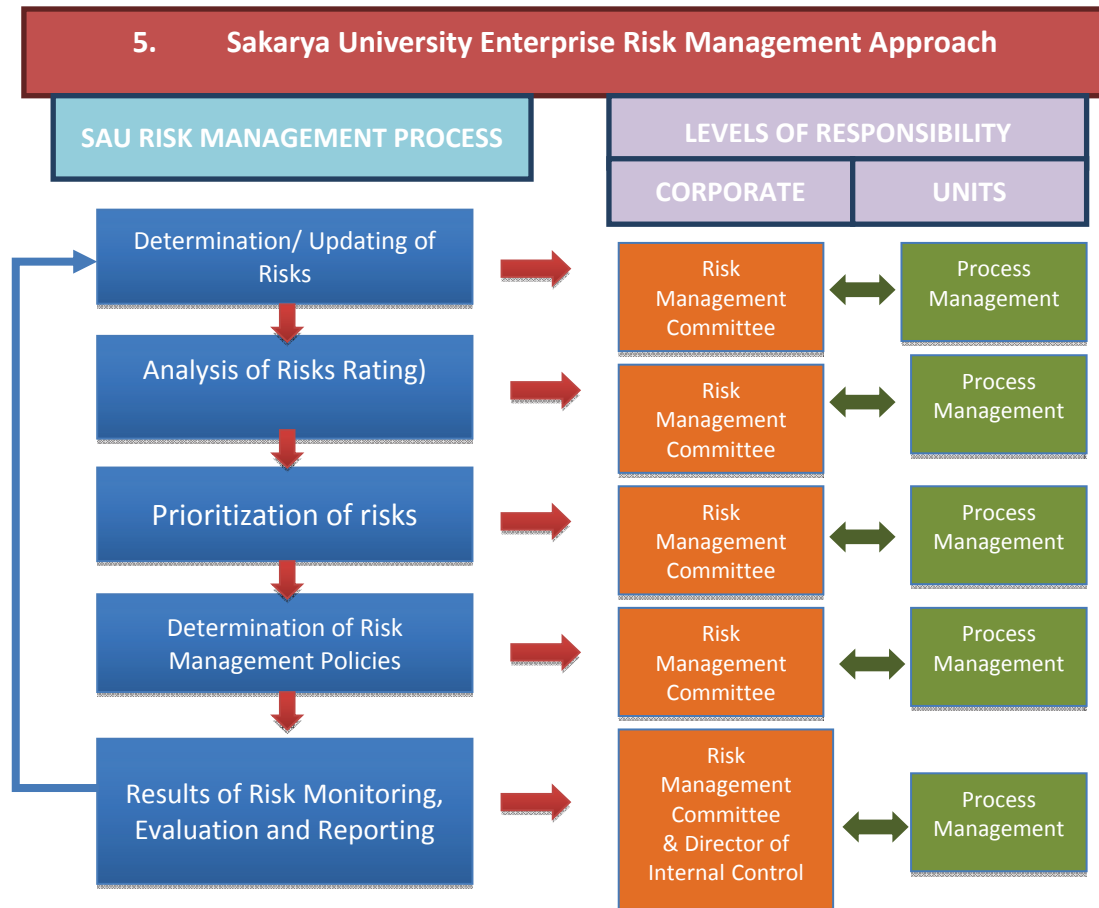 5. Sakarya University Enterprise Risk Management Approach
SAU RISK MANAGEMENT PROCESS
LEVELS OF RESPONSIBILITY
CORPORATE
UNITS
Determination/ Updating of
Risks
Risk
Management
Committee
Process
Management
Analysis of Risks Rating)
Risk
Management
Committee
Process
Management
Prioritization of risks
Risk
Management
Committee
Process
Management
Determination of Risk
Management Policies
Risk
Management
Committee
Process
Management
Results of Risk Monitoring,
Evaluation and Reporting
Risk
Management
Committee
& Director of
Internal Control
Process
Management